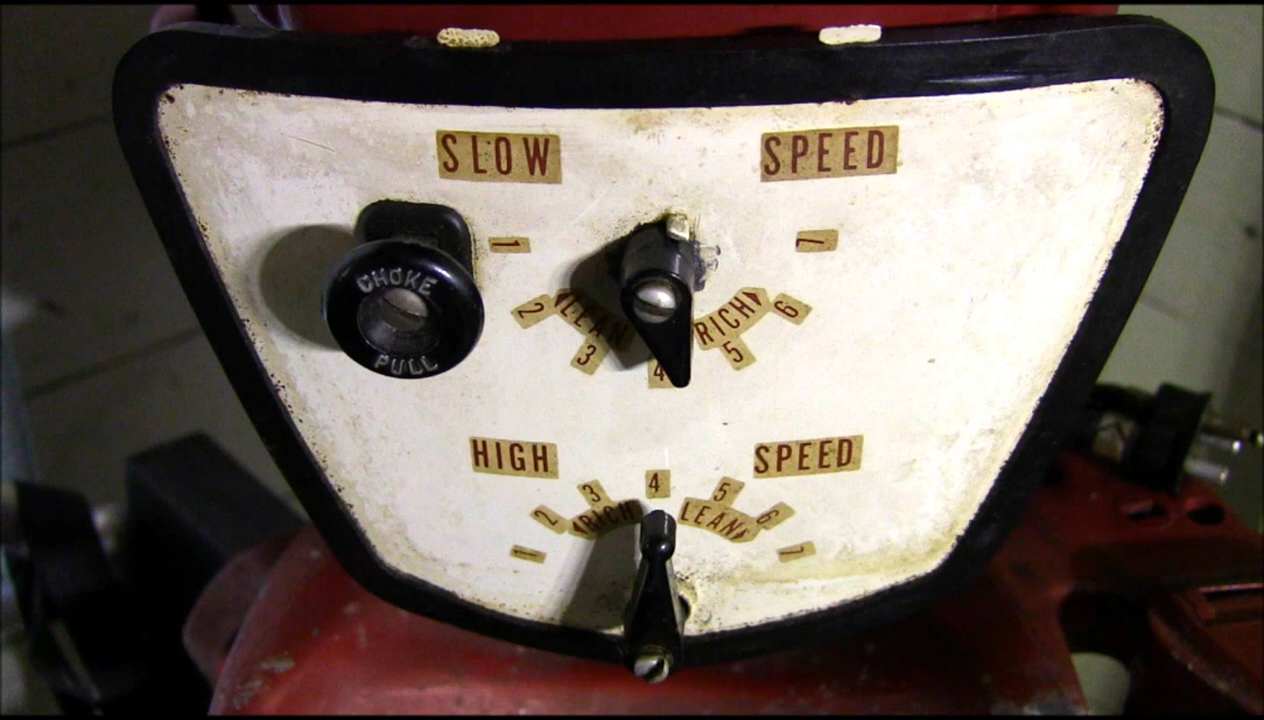 SLOW SPEED
CHOKE
PULL
1 7
2 LEAN RICH 6
3 4 5
HIGH SPEED
3 4 5
2 RICH LEAN 6
1 7